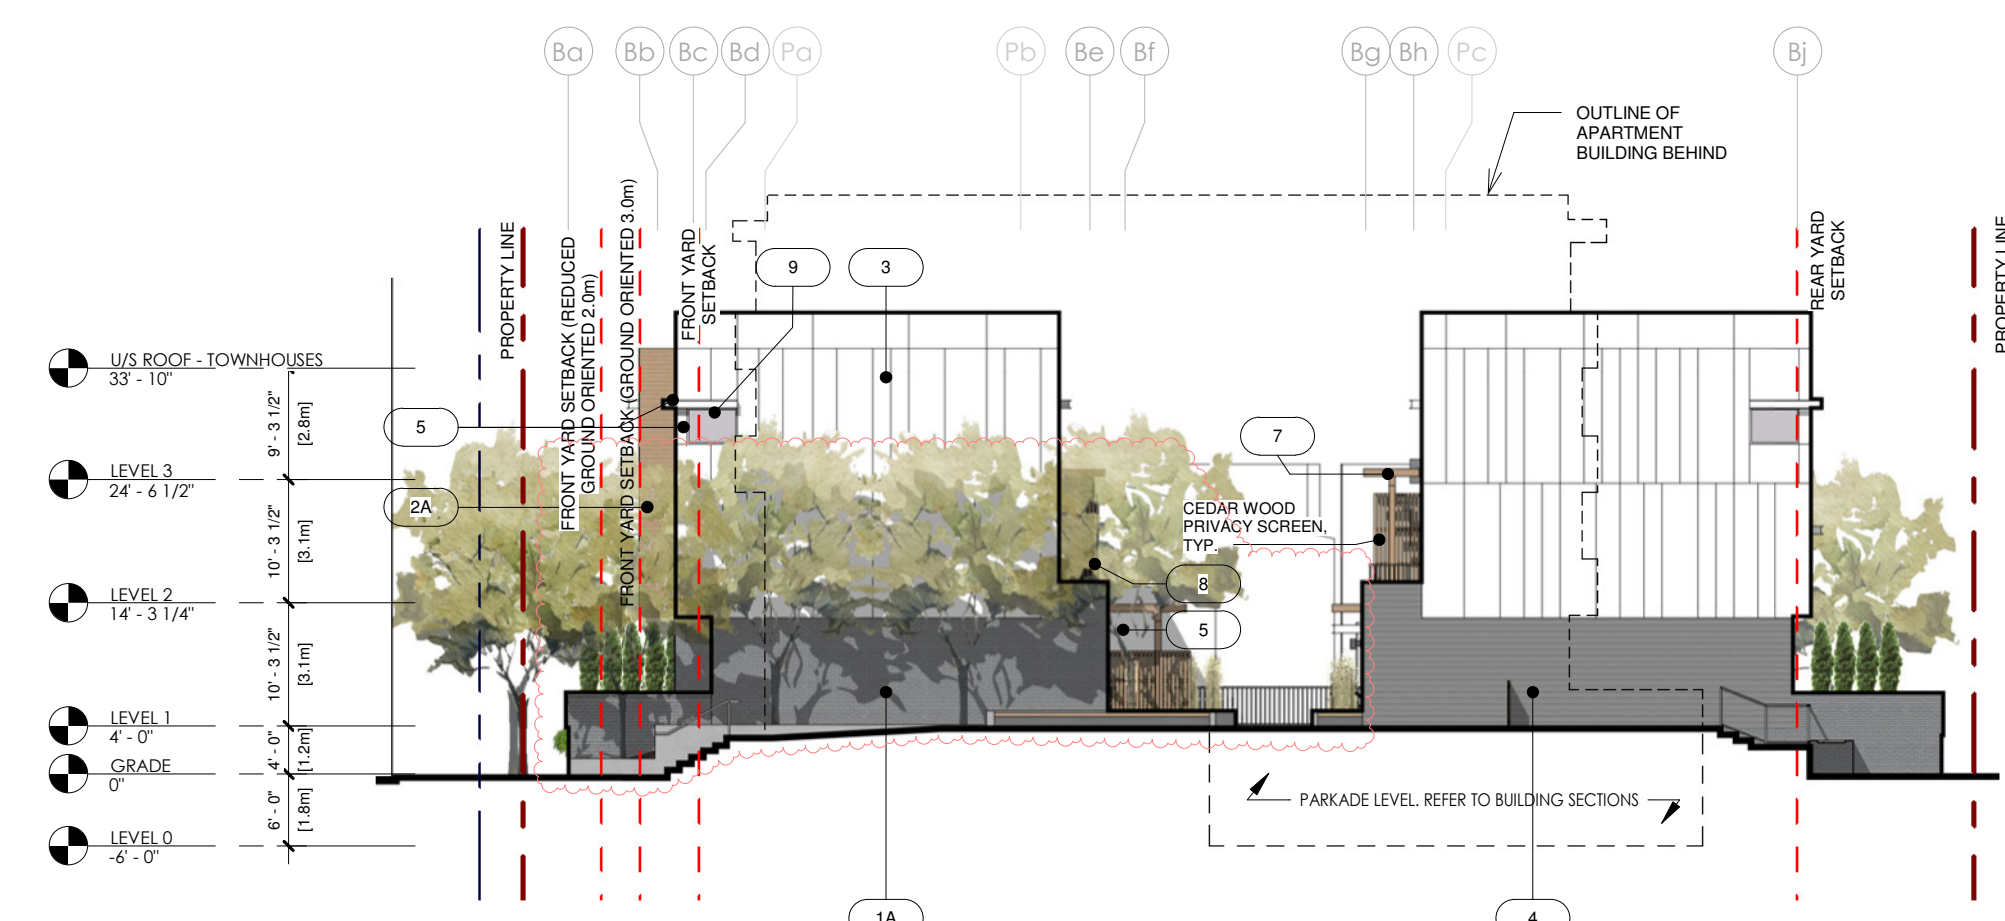 Ba
Bb
Bc
Bd
Pa
Pb
Be
Bf
Bg
Bh
Pc
Bj
OUTLINE OF
APARTMENT
BUILDING BEHIND
PROPERTY LINE
FRONT YARD SETBACK (REDUCED
GROUND ORIENTED 2.0m)
FRONT YARD SETBACK (GROUND ORIENTED 3.0m)
FRONT YARD
SETBACK
REAR YARD
SETBACK
PROPERTY LINE
9
3
U/S ROOF - TOWNHOUSES
33' - 10"
9' - 3 1/2"
[2.8m]
5
7
LEVEL 3
24' - 6 1/2"
2A
10' - 3 1/2"
[3.1m]
CEDAR WOOD
PRIVACY SCREEN,
TYP.
8
LEVEL 2
14' - 3 1/4"
5
10' - 3 1/2"
[3.1m]
LEVEL 1
4' - 0"
4' - 0"
[1.2m]
GRADE
0"
6' - 0"
[1.8m]
PARKADE LEVEL. REFER TO BUILDING SECTIONS
LEVEL 0
-6' - 0"
1A
4